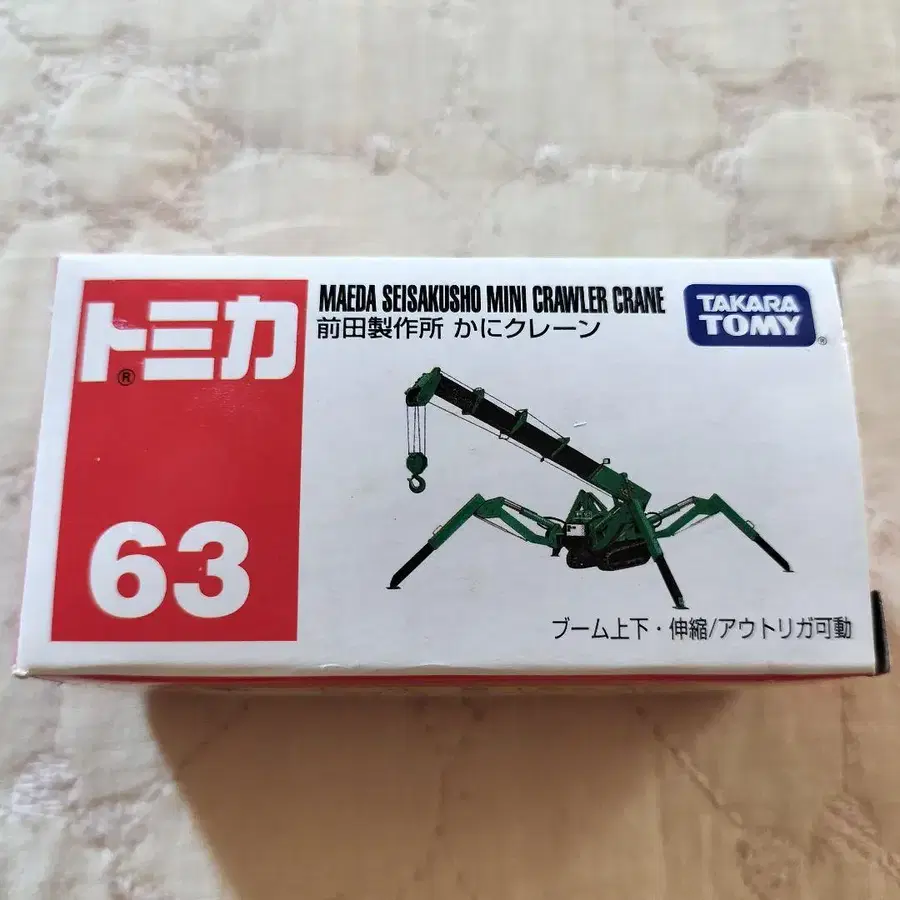 トミカ
®
63
MAEDA SEISAKUSHO MINI CRAWLER CRANE
前田製作所 かにクレーン
TAKARA
TOMY
®
ブーム上下・伸縮/アウトリガ可動